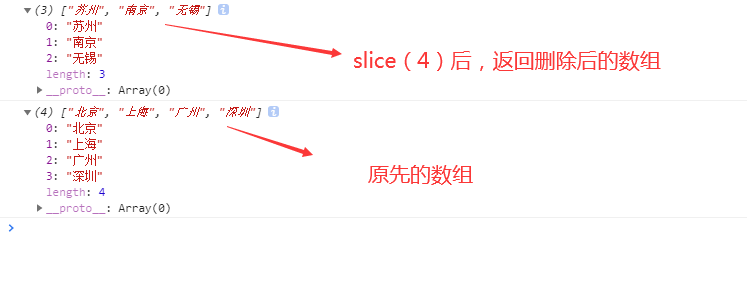 ▼(3) ["苏州", "南京", "无锡"] i
0: "苏州"
1: "南京"
2: "无锡"
length: 3
▶__proto__: Array(0)
slice（4）后，返回删除后的数组
▼(4) ["北京", "上海", "广州", "深圳"] i
0: "北京"
1: "上海"
2: "广州"
3: "深圳"
length: 4
▶__proto__: Array(0)
原先的数组
>